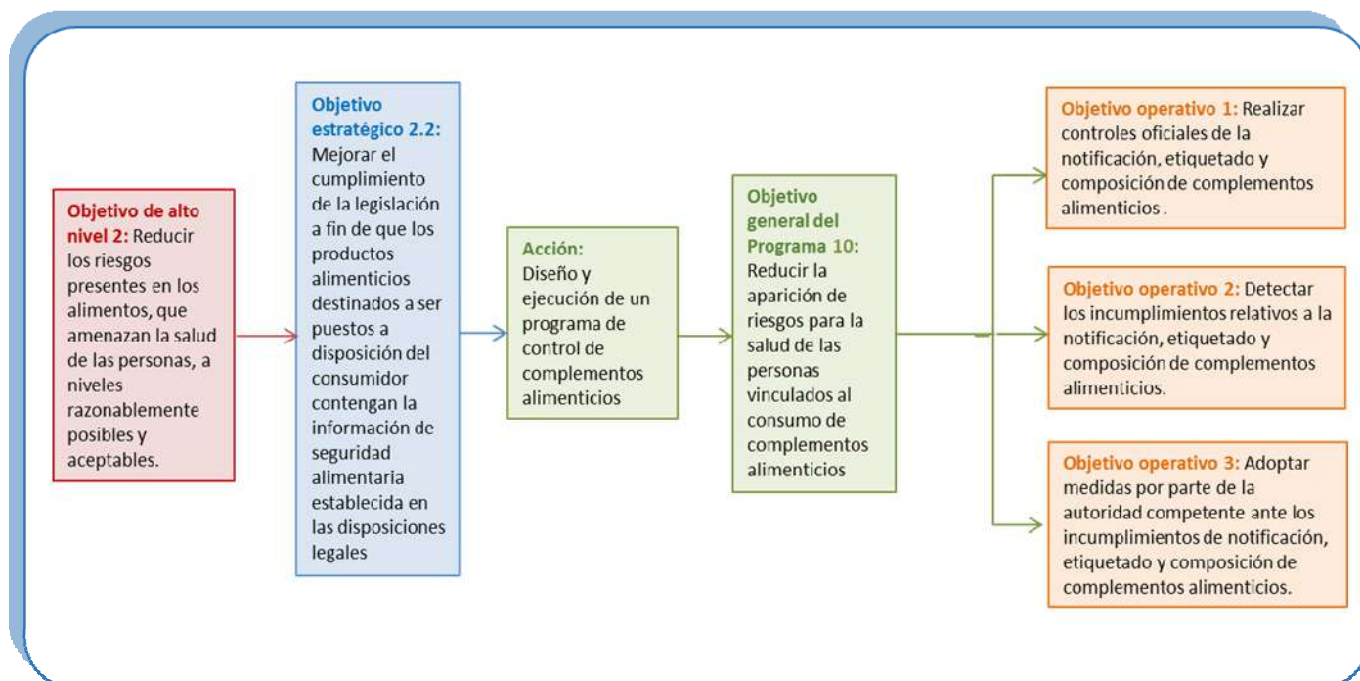 Objetivo de alto
nivel 2: Reducir
los riesgos
presentes en los
alimentos, que
amenazan la salud
de las personas, a
niveles
razonablemente
posibles y
aceptables.
Objetivo
estratégico 2.2:
Mejorar el
cumplimiento
de la legislación
a fin de que los
productos
alimenticios
destinados a ser
puestos a
disposición del
consumidor
contengan la
información de
seguridad
alimentaria
establecida en
las disposiciones
legales
Acción:
Diseño y
ejecución de un
programa de
control de
complementos
alimenticios
Objetivo
general del
Programa 10:
Reducir la
aparición de
riesgos para la
salud de las
personas
vinculados al
consumo de
complementos
alimenticios
Objetivo operativo 1: Realizar
controles oficiales de la
notificación, etiquetado y
composición de complementos
alimenticios .
Objetivo operativo 2: Detectar
los incumplimientos relativos a la
notificación, etiquetado y
composición de complementos
alimenticios.
Objetivo operativo 3: Adoptar
medidas por parte de la
autoridad competente ante los
incumplimientos de notificación,
etiquetado y composición de
complementos alimenticios.